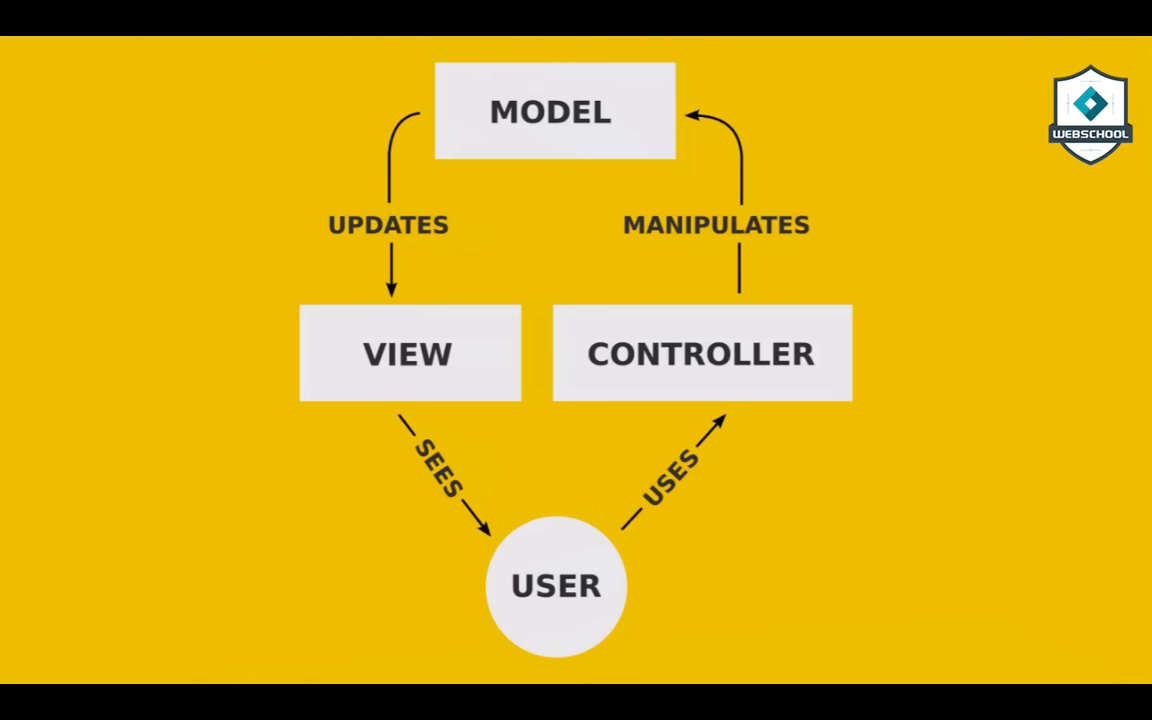 MODEL
WEBSCHOOL
UPDATES
MANIPULATES
VIEW
CONTROLLER
SEES
USES
USER